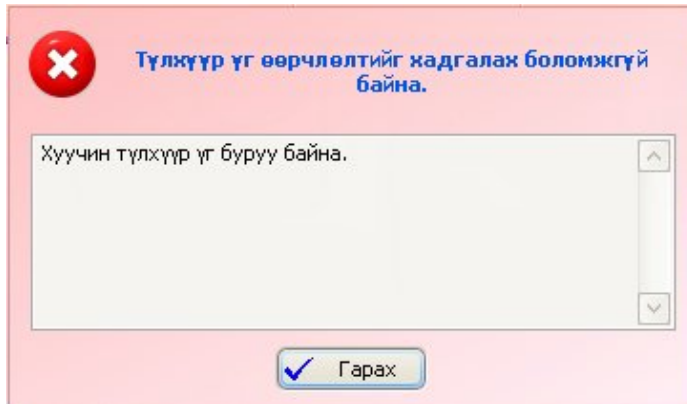 Түлхүүр үг өөрчлөлтийг хадгалах боломжгүй
байна.
Хуучин түлхүүр үг буруу байна.
Гарах